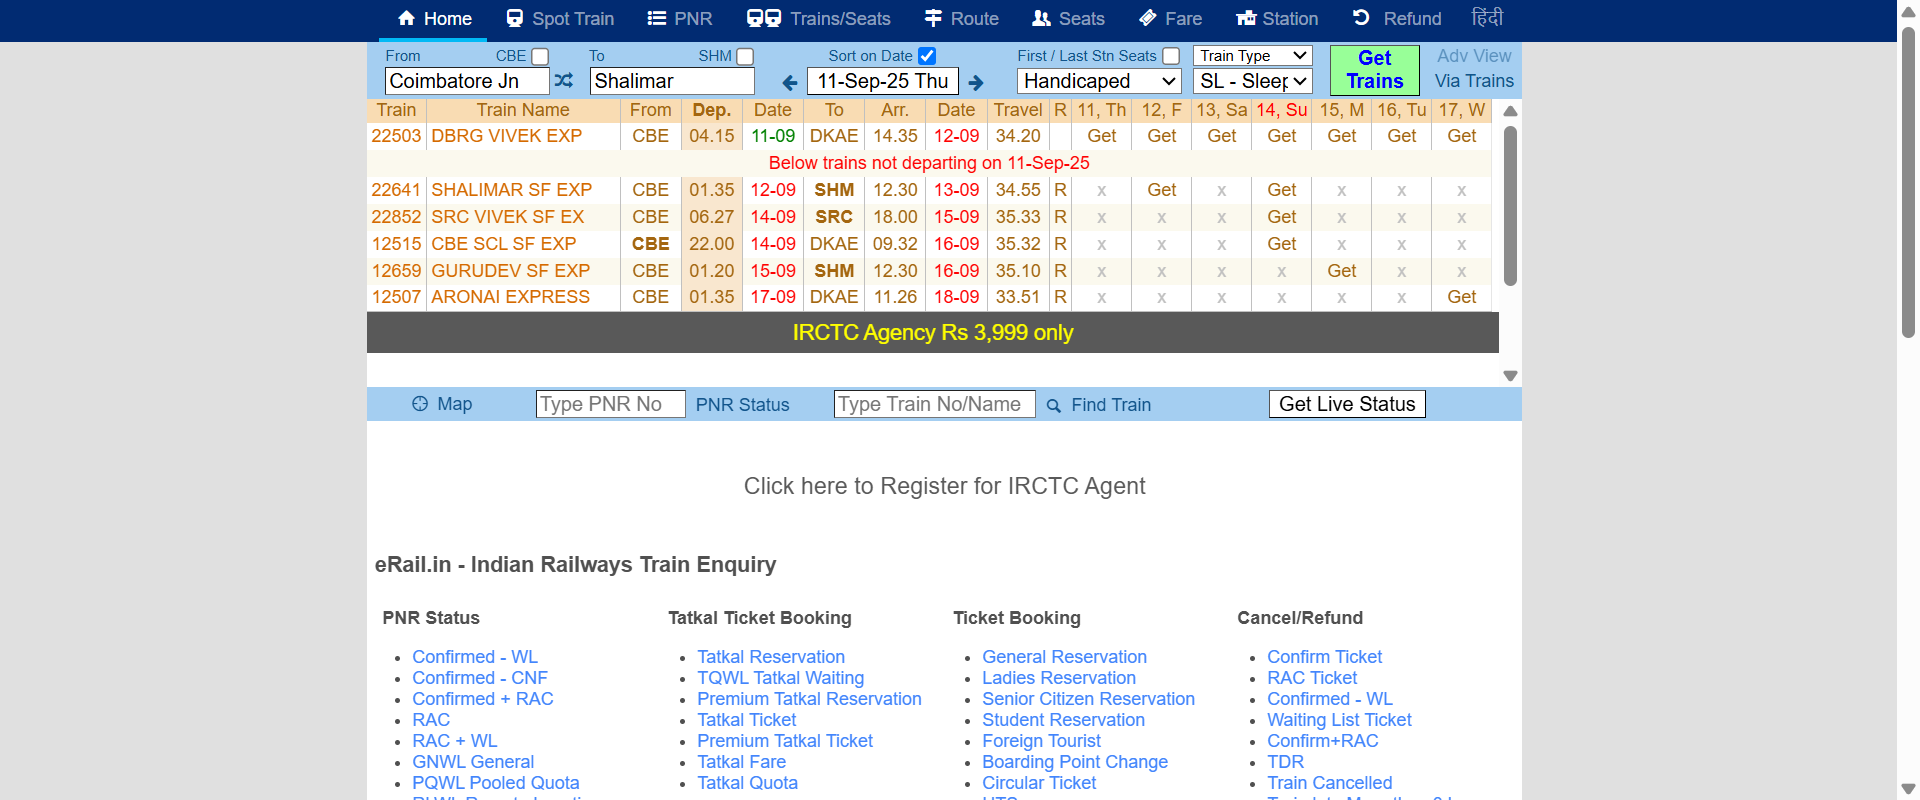 Home Spot Train PNR Trains/Seats Route Seats Fare Station Refund हिंदी
From CBE To SHM Sort on Date First / Last Stn Seats Train Type Get Trains Adv View
Coimbatore Jn Shalimar 11-Sep-25 Thu Handicaped SL - Sleep Via Trains
Train Train Name From Dep. Date To Arr. Date Travel R 11, Th 12, F 13, Sa 14, Su 15, M 16, Tu 17, W
22503 DBRG VIVEK EXP CBE 04.15 11-09 DKAE 14.35 12-09 34.20 Get Get Get Get Get Get Get
Below trains not departing on 11-Sep-25
22641 SHALIMAR SF EXP CBE 01.35 12-09 SHM 12.30 13-09 34.55 R x Get x Get x x x
22852 SRC VIVEK SF EX CBE 06.27 14-09 SRC 18.00 15-09 35.33 R x x x Get x x x
12515 CBE SCL SF EXP CBE 22.00 14-09 DKAE 09.32 16-09 35.32 R x x x Get x x x
12659 GURUDEV SF EXP CBE 01.20 15-09 SHM 12.30 16-09 35.10 R x x x x Get x x
12507 ARONAI EXPRESS CBE 01.35 17-09 DKAE 11.26 18-09 33.51 R x x x x x x Get
IRCTC Agency Rs 3,999 only
Map Type PNR No PNR Status Type Train No/Name Find Train Get Live Status
Click here to Register for IRCTC Agent
eRail.in - Indian Railways Train Enquiry
PNR Status
Confirmed - WL
Confirmed - CNF
Confirmed + RAC
RAC
RAC + WL
GNWL General
PQWL Pooled Quota
Tatkal Ticket Booking
Tatkal Reservation
TQWL Tatkal Waiting
Premium Tatkal Reservation
Tatkal Ticket
Premium Tatkal Ticket
Tatkal Fare
Tatkal Quota
Ticket Booking
General Reservation
Ladies Reservation
Senior Citizen Reservation
Student Reservation
Foreign Tourist
Boarding Point Change
Circular Ticket
Cancel/Refund
Confirm Ticket
RAC Ticket
Confirmed - WL
Waiting List Ticket
Confirm+RAC
TDR
Train Cancelled